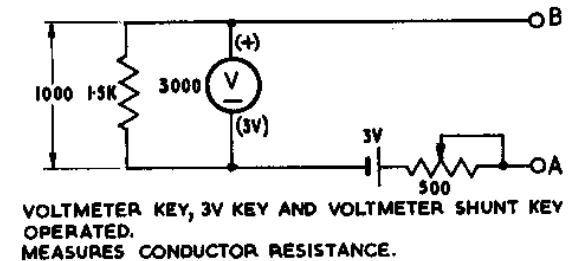 B
(+)
1000 1·5K 3000 V
(3V)
3V
A
500
VOLTMETER KEY, 3V KEY AND VOLTMETER SHUNT KEY
OPERATED.
MEASURES CONDUCTOR RESISTANCE.